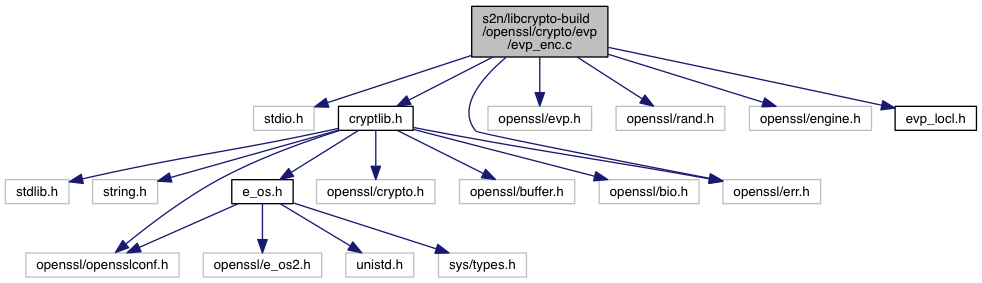 s2n/libcrypto-build
/openssl/crypto/evp
/evp_enc.c
stdio.h
cryptlib.h
openssl/evp.h
openssl/rand.h
openssl/engine.h
evp_locl.h
stdlib.h
string.h
e_os.h
openssl/crypto.h
openssl/buffer.h
openssl/bio.h
openssl/err.h
openssl/opensslconf.h
openssl/e_os2.h
unistd.h
sys/types.h